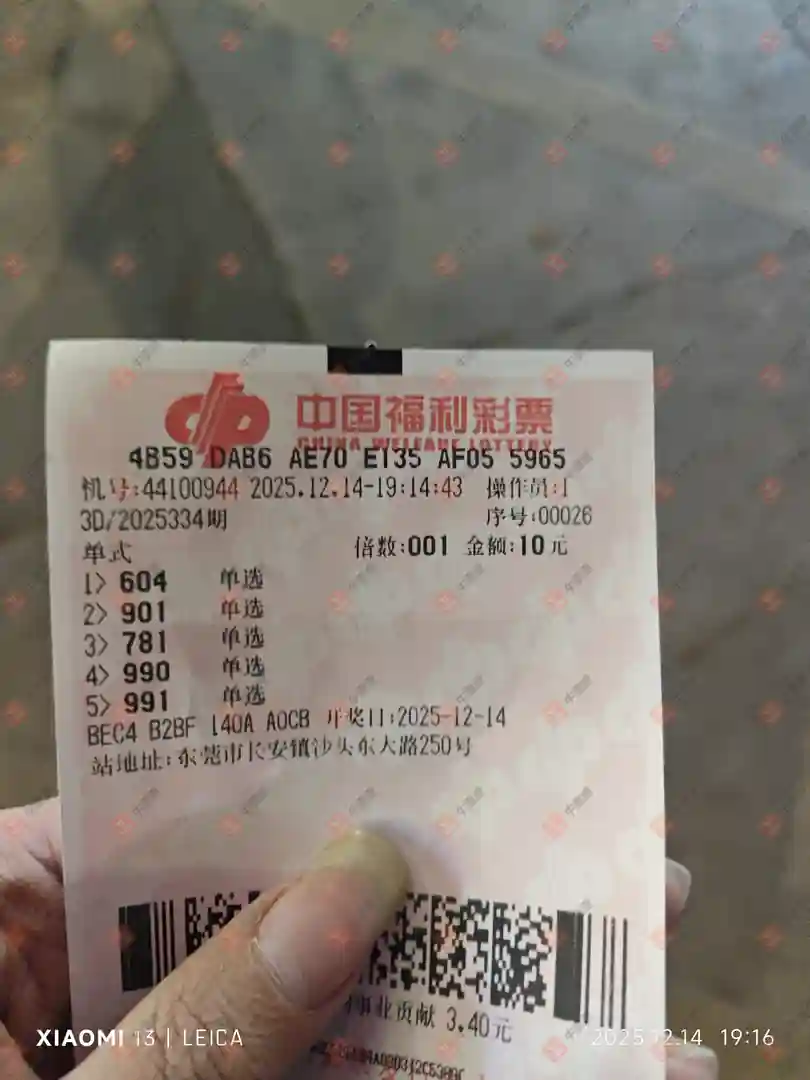 中国福利彩票
CHINA WELFARE LOTTERY
4B59 DAB6 AE70 E135 AF05 5965
机号:44100944 2025.12.14-19:14:43 操作员:1
3D/2025334期 序号:00026
单式 倍数:001 金额:10元
1> 604 单选
2> 901 单选
3> 781 单选
4> 990 单选
5> 991 单选
BEC4 B2BF 140A A0CB 开奖日:2025-12-14
站地址:东莞市长安镇沙头东大路250号
事业贡献 3.40元
XIAOMI 13 | LEICA
2025.12.14 19:16